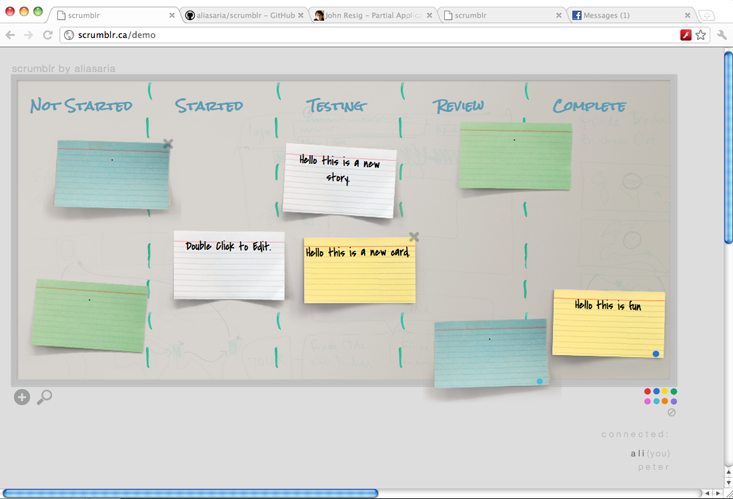 scrumblr
aliasaria/scrumblr - GitHub
John Resig - Partial Applic
scrumblr
Messages (1)
scrumblr.ca/demo
scrumblr by aliasaria
Not Started
Started
Testing
Review
Complete
Hello this is a new
story.
Double Click to Edit.
Hello this is a new card.
Hello this is fun
connected:
ali (you)
peter